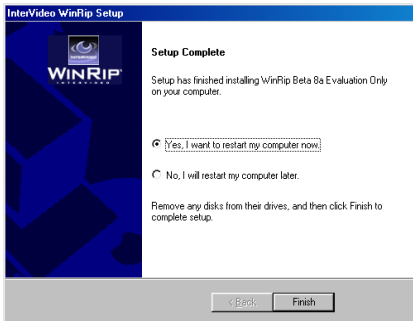 InterVideo WinRip Setup
INTERVIDEO
WINRIP
INTERVIDEO
Setup Complete
Setup has finished installing WinRip Beta 8a Evaluation Only
on your computer.
Yes, I want to restart my computer now.
No, I will restart my computer later.
Remove any disks from their drives, and then click Finish to
complete setup.
< Back
Finish